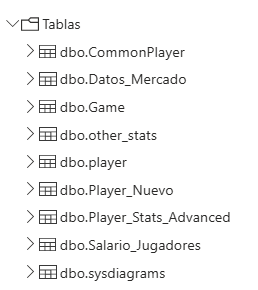 Tablas
dbo.CommonPlayer
dbo.Datos_Mercado
dbo.Game
dbo.other_stats
dbo.player
dbo.Player_Nuevo
dbo.Player_Stats_Advanced
dbo.Salario_Jugadores
dbo.sysdiagrams